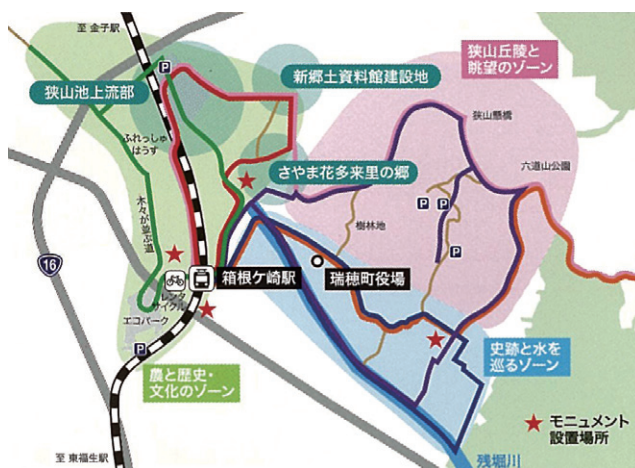 至 金子駅
狭山池上流部
新郷土資料館建設地
狭山丘陵と
眺望のゾーン
ふれっしゅ
はうす
狭山懸橋
六道山公園
さやま花多来里の郷
木々が並ぶ道
樹林地
P
P
P
P
P
16
箱根ケ崎駅
瑞穂町役場
レンタ
サイクル
エコパーク
農と歴史・
文化のゾーン
史跡と水を
巡るゾーン
モニュメント
設置場所
至 東福生駅
残堀川